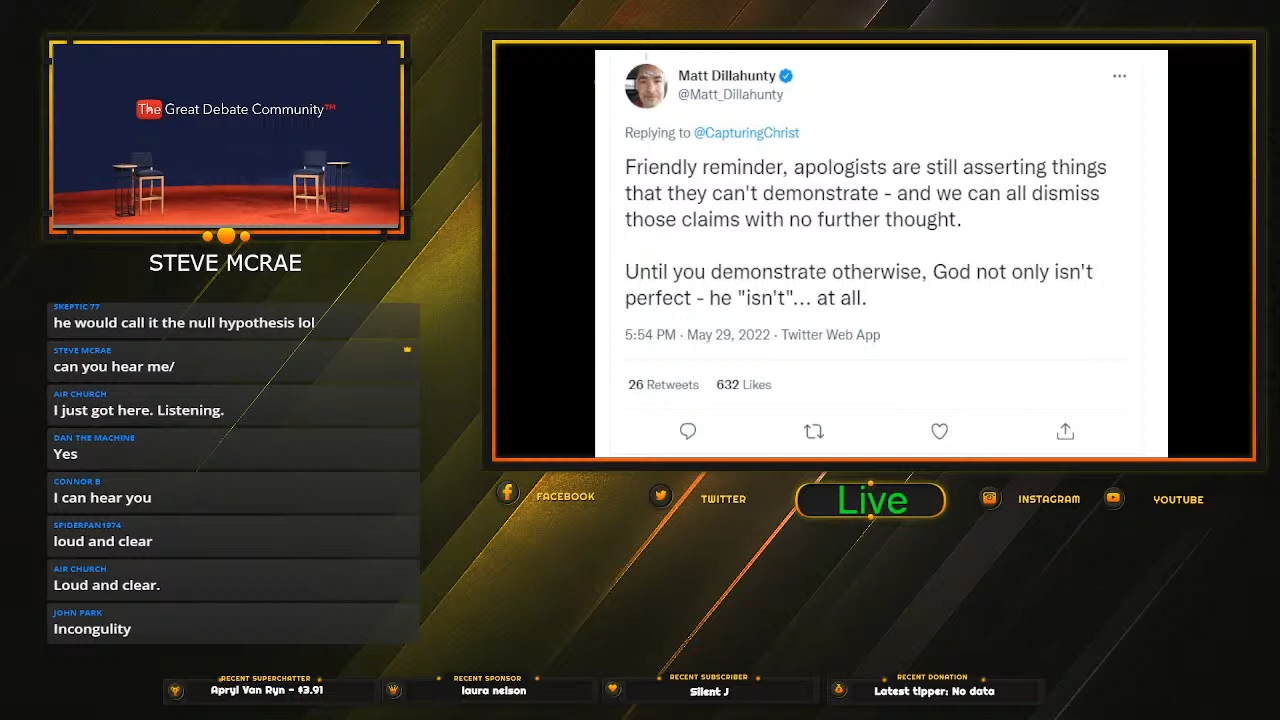 The Great Debate Community™
STEVE MCRAE
SKEPTIC 77
he would call it the null hypothesis lol
STEVE MCRAE
can you hear me/
AIR CHURCH
I just got here. Listening.
DAN THE MACHINE
Yes
CONNOR B
I can hear you
SPIDERFAN1974
loud and clear
AIR CHURCH
Loud and clear.
JOHN PARK
Incongulity
Matt Dillahunty
@Matt_Dillahunty
Replying to @CapturingChrist
Friendly reminder, apologists are still asserting things
that they can't demonstrate - and we can all dismiss
those claims with no further thought.
Until you demonstrate otherwise, God not only isn't
perfect - he "isn't"... at all.
5:54 PM · May 29, 2022 · Twitter Web App
26 Retweets 632 Likes
FACEBOOK
TWITTER
Live
INSTAGRAM
YOUTUBE
RECENT SUPERCHATTER
Apryl Van Ryn - $3.91
RECENT SPONSOR
laura nelson
RECENT SUBSCRIBER
Silent J
RECENT DONATION
Latest tipper: No data